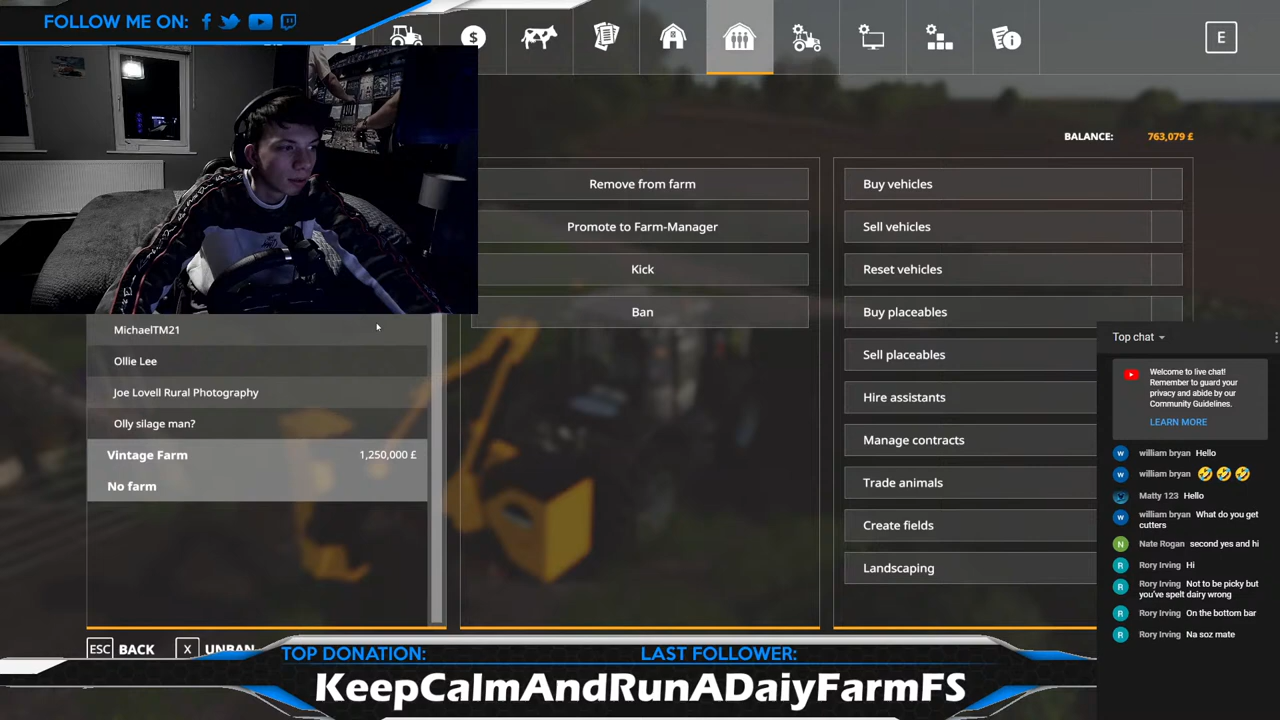 FOLLOW ME ON:
E
BALANCE: 763,079 £
MichaelTM21
Ollie Lee
Joe Lovell Rural Photography
Olly silage man?
Vintage Farm 1,250,000 £
No farm
Remove from farm
Promote to Farm-Manager
Kick
Ban
Buy vehicles
Sell vehicles
Reset vehicles
Buy placeables
Sell placeables
Hire assistants
Manage contracts
Trade animals
Create fields
Landscaping
Top chat
Welcome to live chat!
Remember to guard your
privacy and abide by our
Community Guidelines.
LEARN MORE
william bryan Hello
william bryan 🤣 🤣 🤣
Matty 123 Hello
william bryan What do you get
cutters
Nate Rogan second yes and hi
Rory Irving Hi
Rory Irving Not to be picky but
you've spelt dairy wrong
Rory Irving On the bottom bar
Rory Irving Na soz mate
ESC BACK X UNBAN
TOP DONATION: LAST FOLLOWER:
KeepCalmAndRunADaiyFarmFS